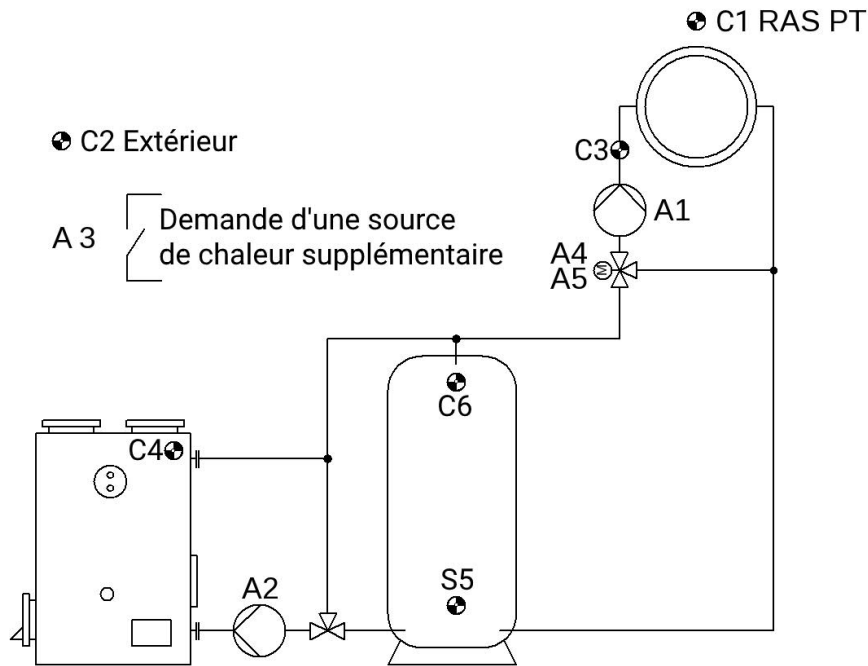 C1 RAS PT
C2 Extérieur
C3
A1
A 3
Demande d'une source
de chaleur supplémentaire
A4
A5
M
C6
C4
S5
A2